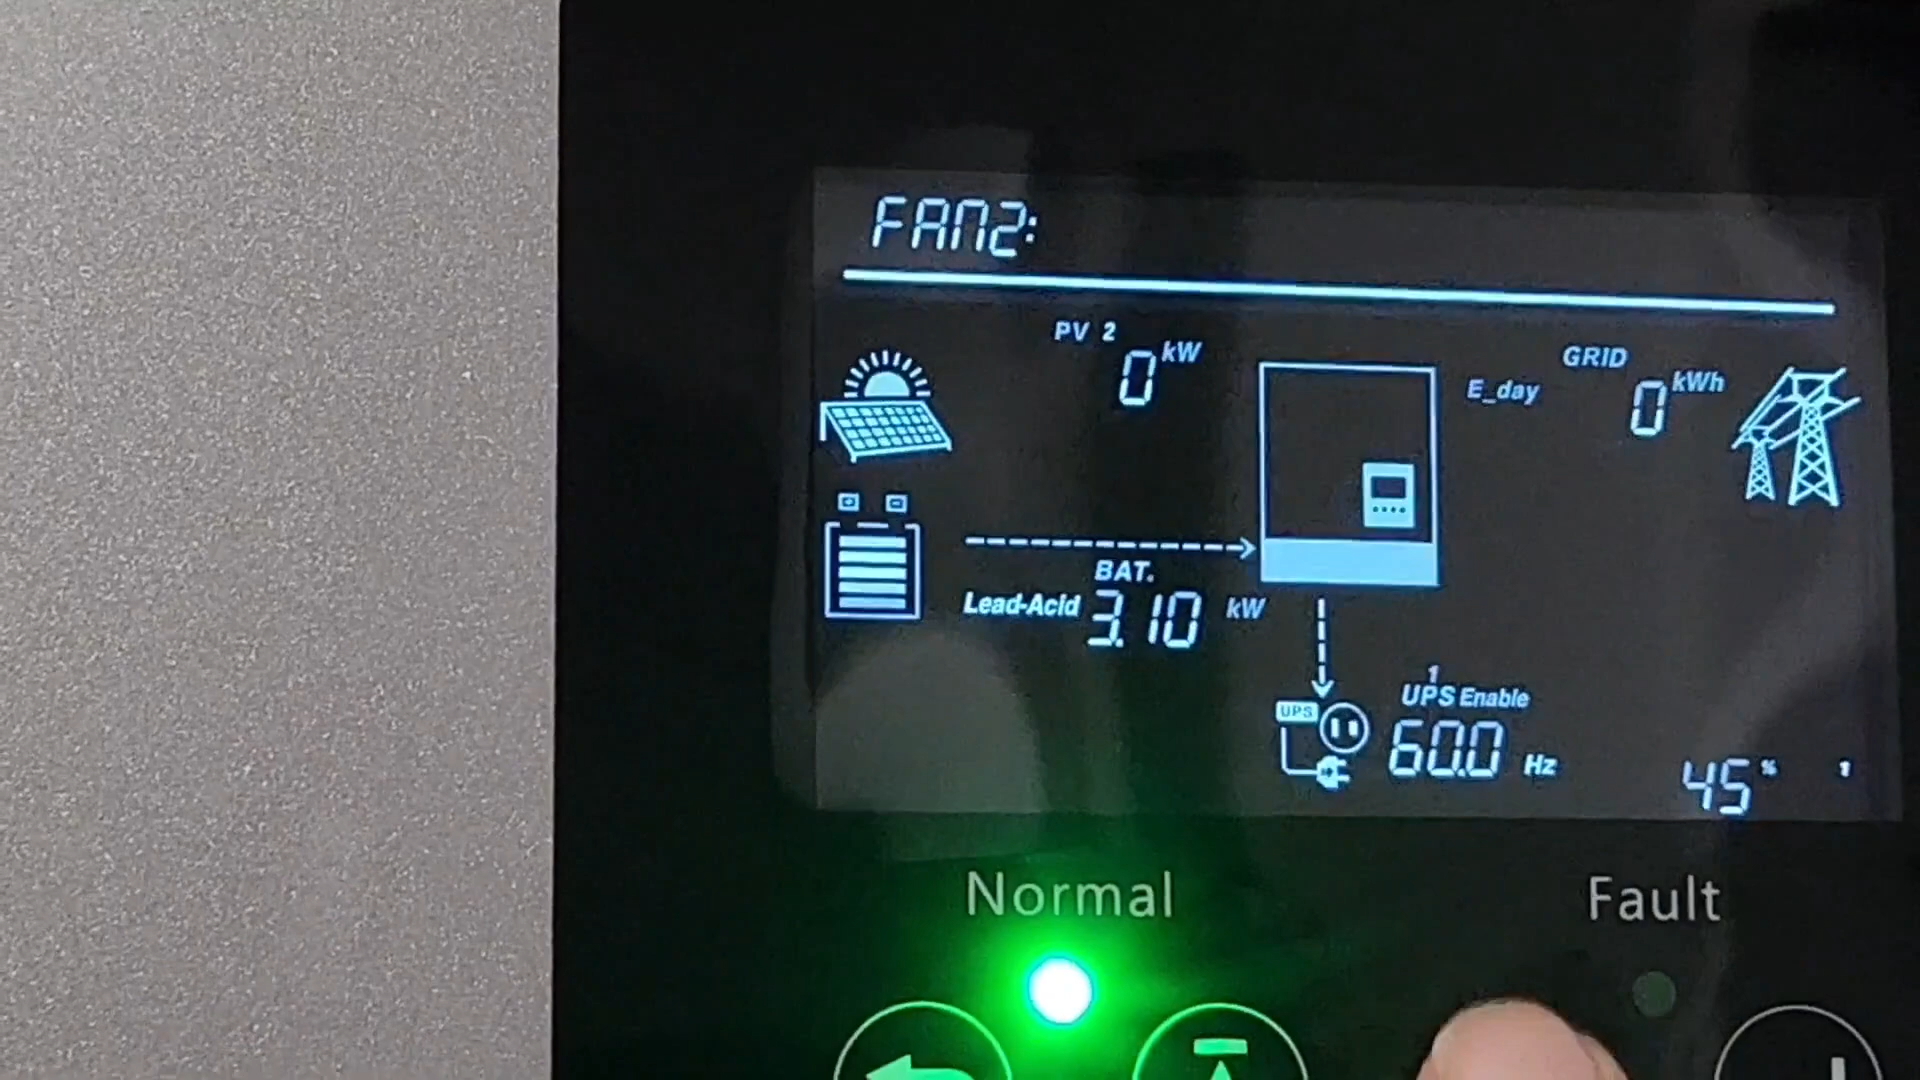 FAN2:
PV 2
0 kW
GRID
E_day 0 kWh
BAT.
Lead-Acid 3.10 kW
1
UPS Enable
UPS
60.0 Hz
45 %
Normal Fault